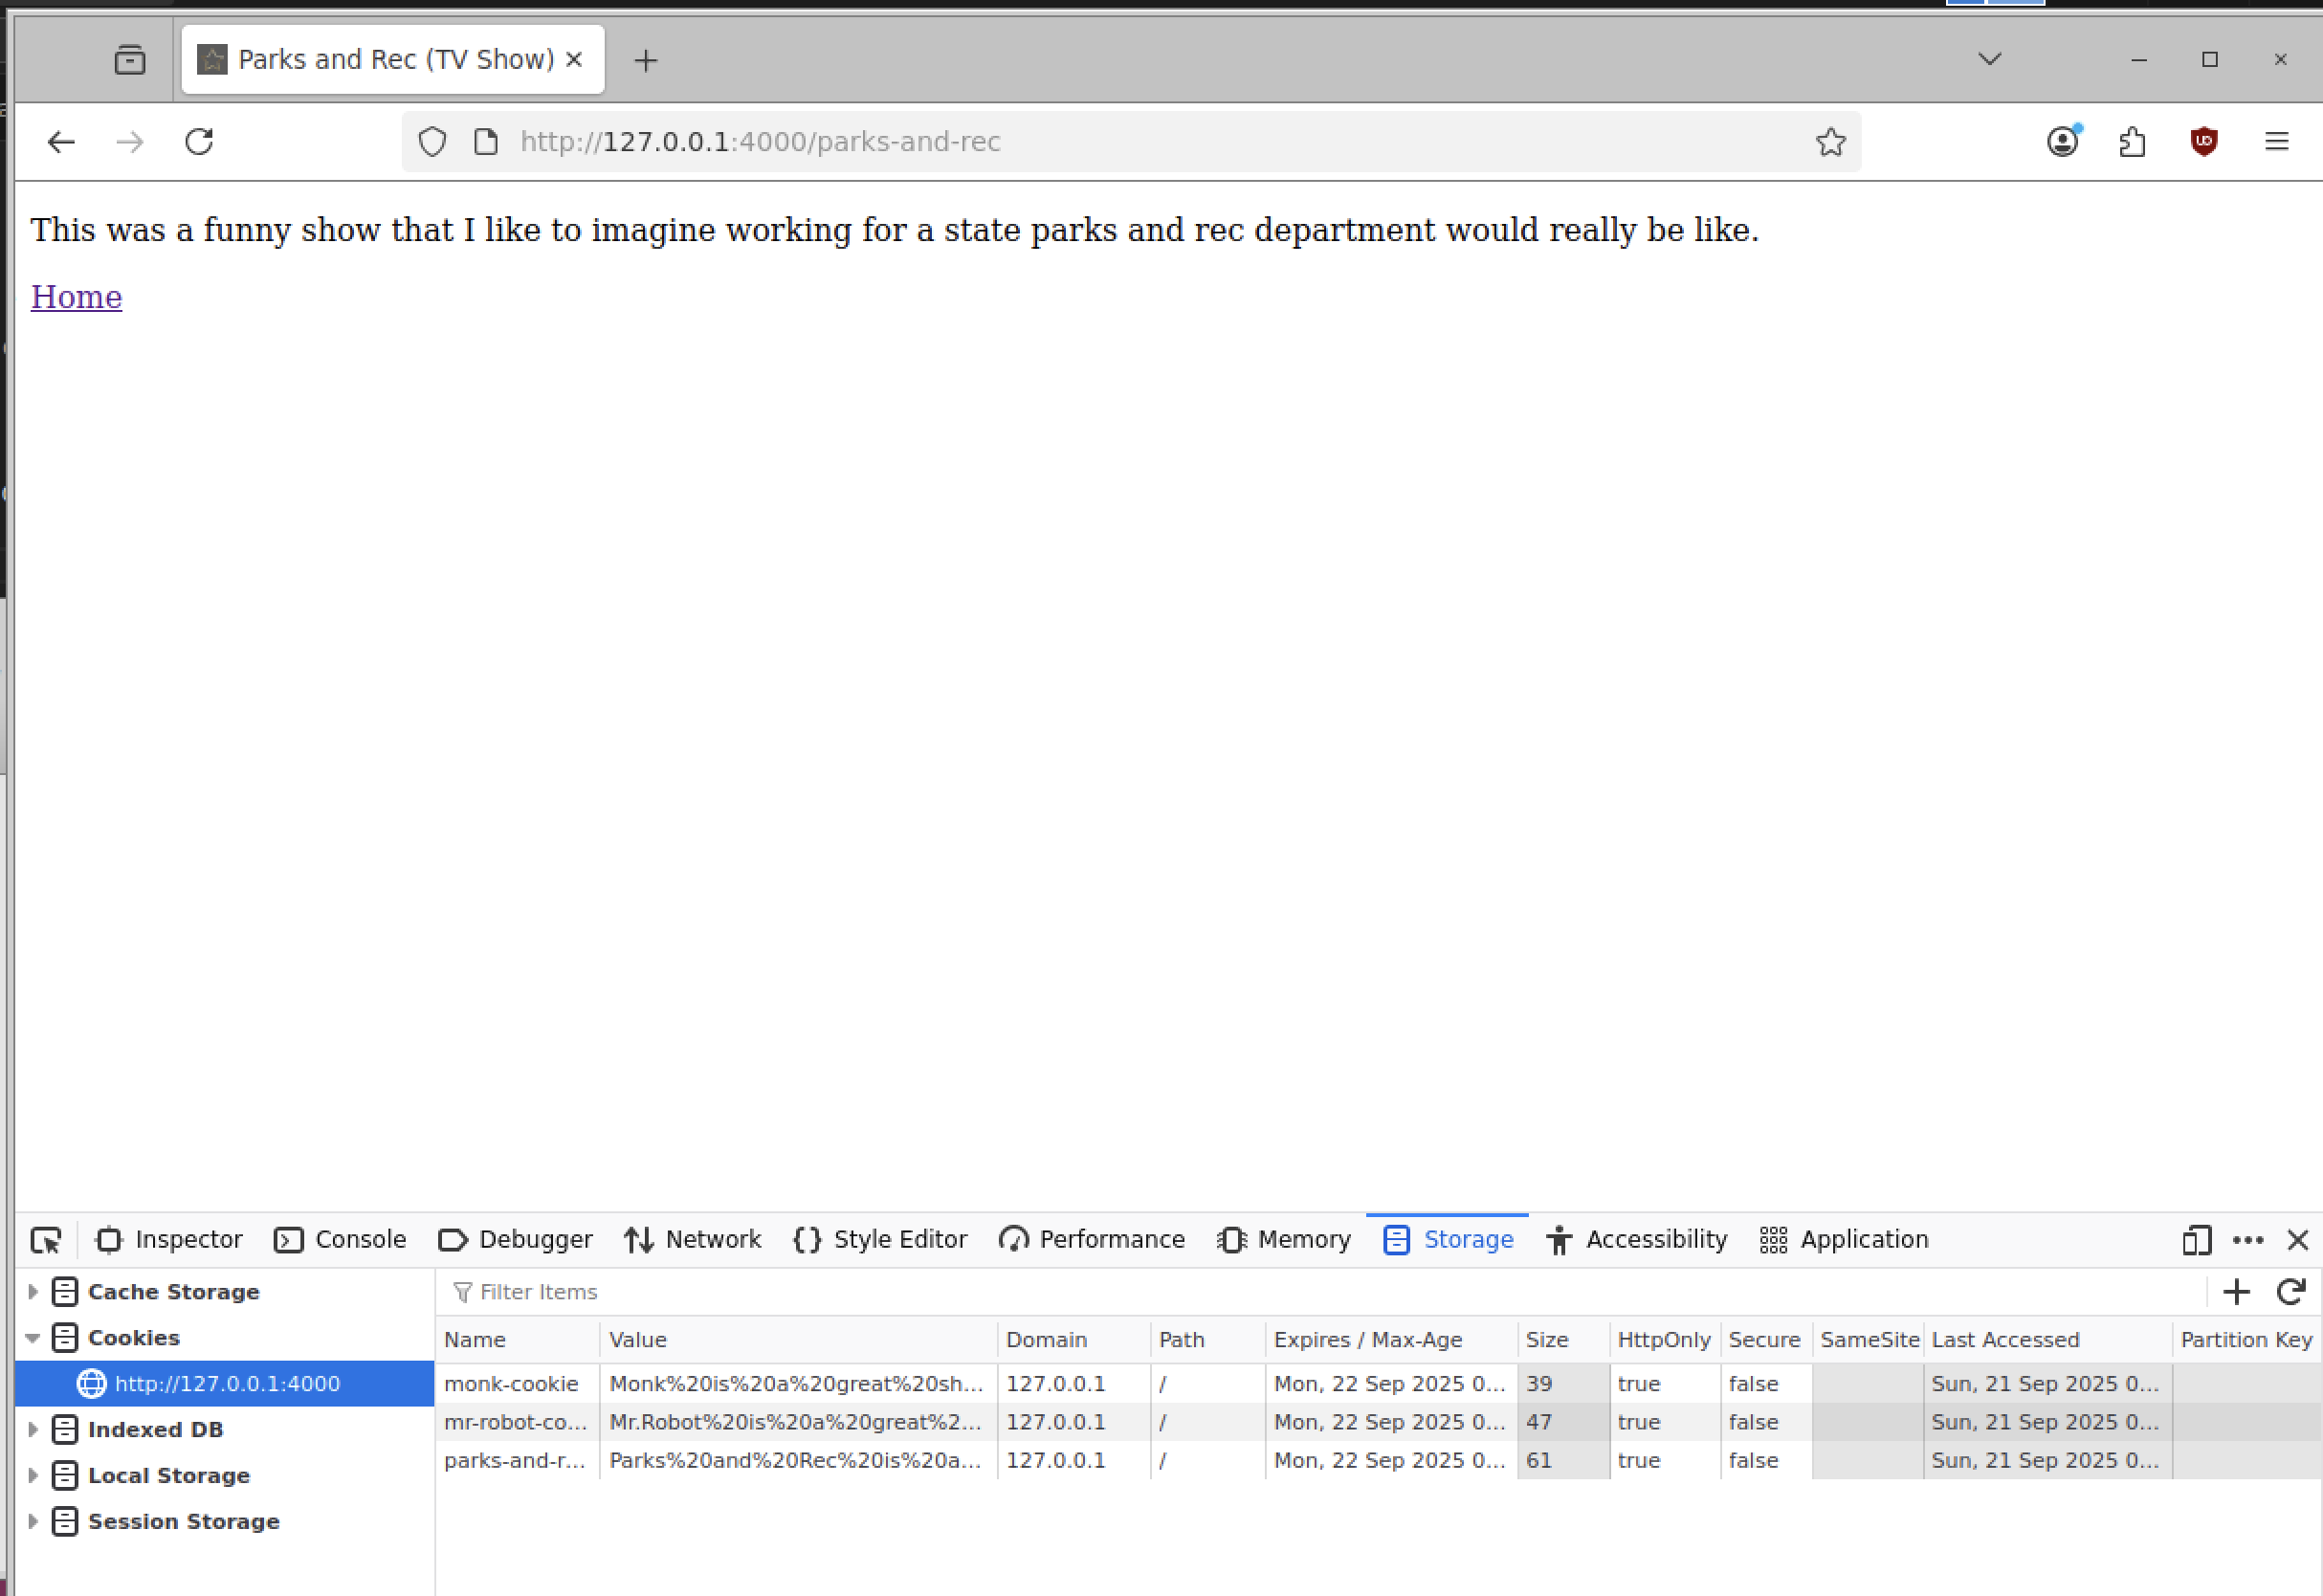 Parks and Rec (TV Show)
http://127.0.0.1:4000/parks-and-rec
This was a funny show that I like to imagine working for a state parks and rec department would really be like.
Home
Inspector Console Debugger Network Style Editor Performance Memory Storage Accessibility Application
Cache Storage
Cookies
http://127.0.0.1:4000
Indexed DB
Local Storage
Session Storage
Filter Items
Name Value Domain Path Expires / Max-Age Size HttpOnly Secure SameSite Last Accessed Partition Key
monk-cookie Monk%20is%20a%20great%20sh... 127.0.0.1 / Mon, 22 Sep 2025 0... 39 true false Sun, 21 Sep 2025 0...
mr-robot-co... Mr.Robot%20is%20a%20great%2... 127.0.0.1 / Mon, 22 Sep 2025 0... 47 true false Sun, 21 Sep 2025 0...
parks-and-r... Parks%20and%20Rec%20is%20a... 127.0.0.1 / Mon, 22 Sep 2025 0... 61 true false Sun, 21 Sep 2025 0...